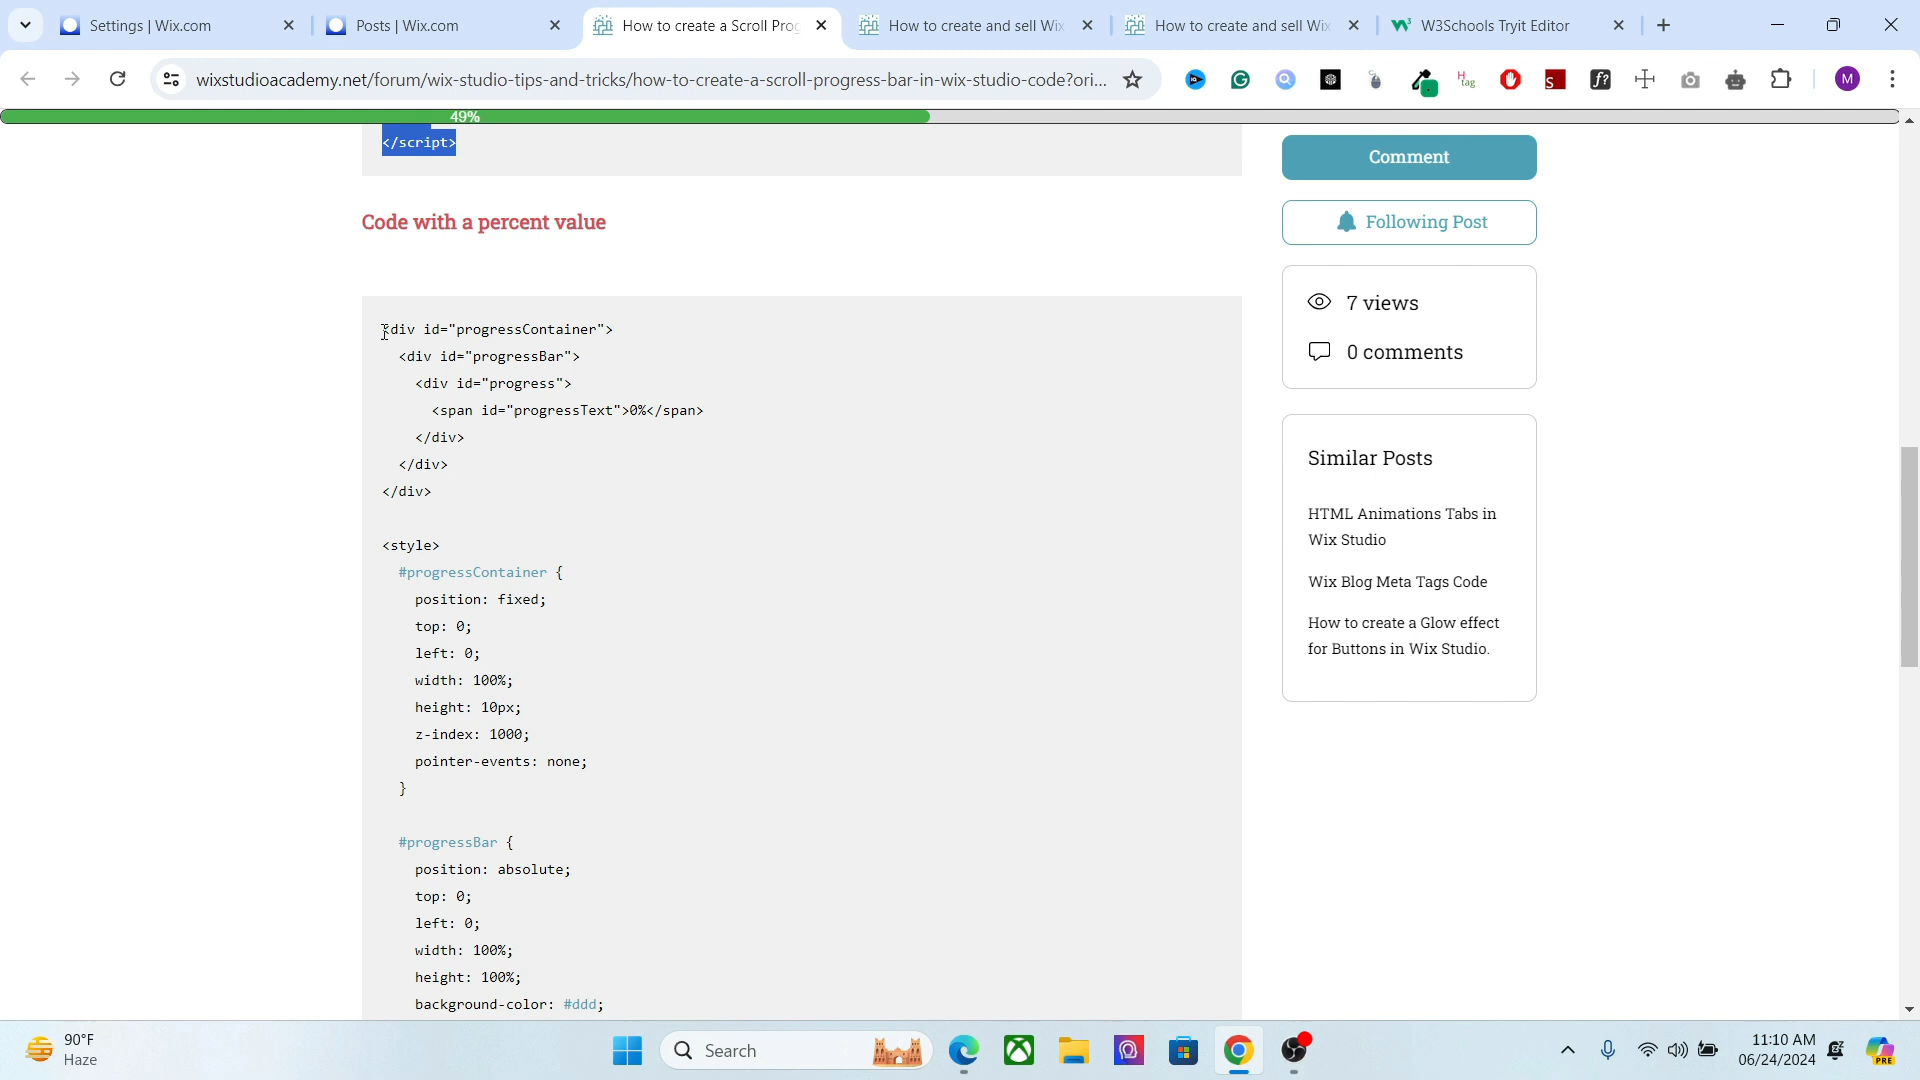 Settings | Wix.com
Posts | Wix.com
How to create a Scroll Prog
How to create and sell Wix
How to create and sell Wix
W3Schools Tryit Editor
wixstudioacademy.net/forum/wix-studio-tips-and-tricks/how-to-create-a-scroll-progress-bar-in-wix-studio-code?ori...
M
49%
</script>
Code with a percent value
<div id="progressContainer">
<div id="progressBar">
<div id="progress">
<span id="progressText">0%</span>
</div>
</div>
</div>
<style>
#progressContainer {
position: fixed;
top: 0;
left: 0;
width: 100%;
height: 10px;
z-index: 1000;
pointer-events: none;
}
#progressBar {
position: absolute;
top: 0;
left: 0;
width: 100%;
height: 100%;
background-color: #ddd;
Comment
Following Post
7 views
0 comments
Similar Posts
HTML Animations Tabs in
Wix Studio
Wix Blog Meta Tags Code
How to create a Glow effect
for Buttons in Wix Studio.
90°F
Haze
Search
11:10 AM
06/24/2024
PRE